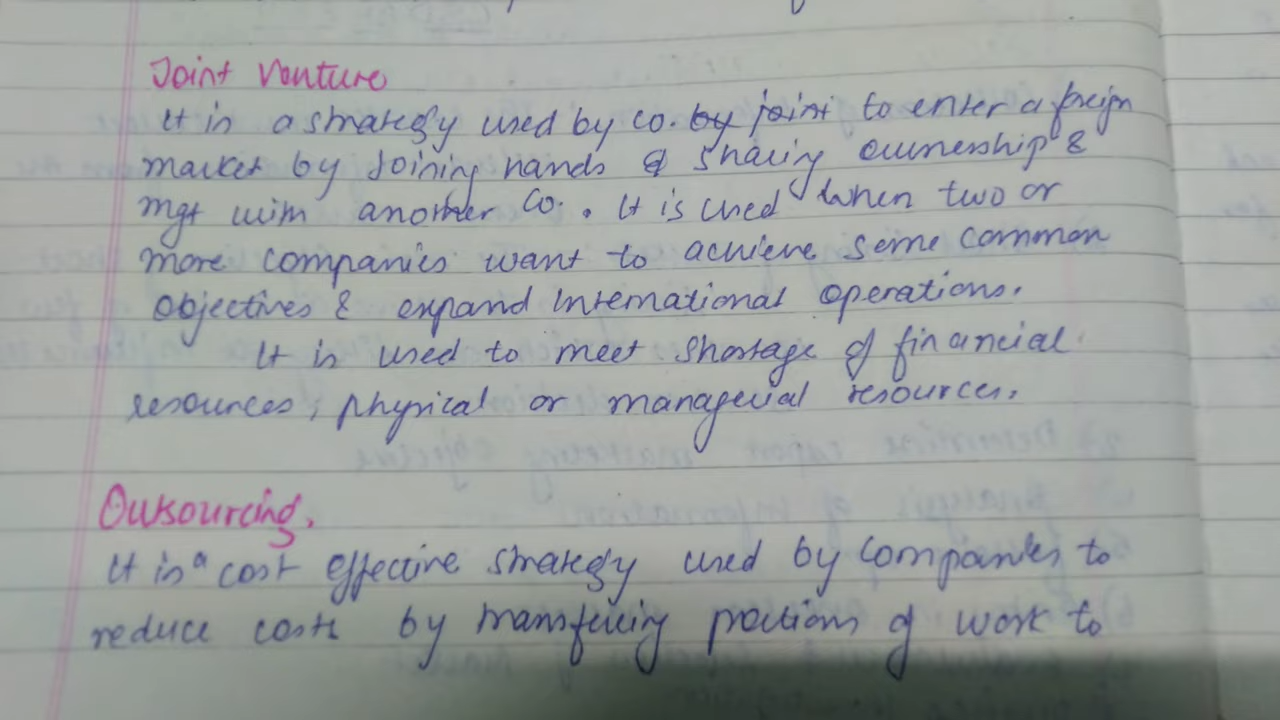 Joint Venture
It is a strategy used by co. by joint to enter a foreign
market by Joining hands & sharing ownership &
mgt with another Co.. It is used when two or
more companies want to achieve some common
objectives & expand International operations.
It is used to meet shortage of financial
resources, physical or managerial resources.
Outsourcing.
It is a cost effective strategy used by companies to
reduce costs by transfering portions of work to